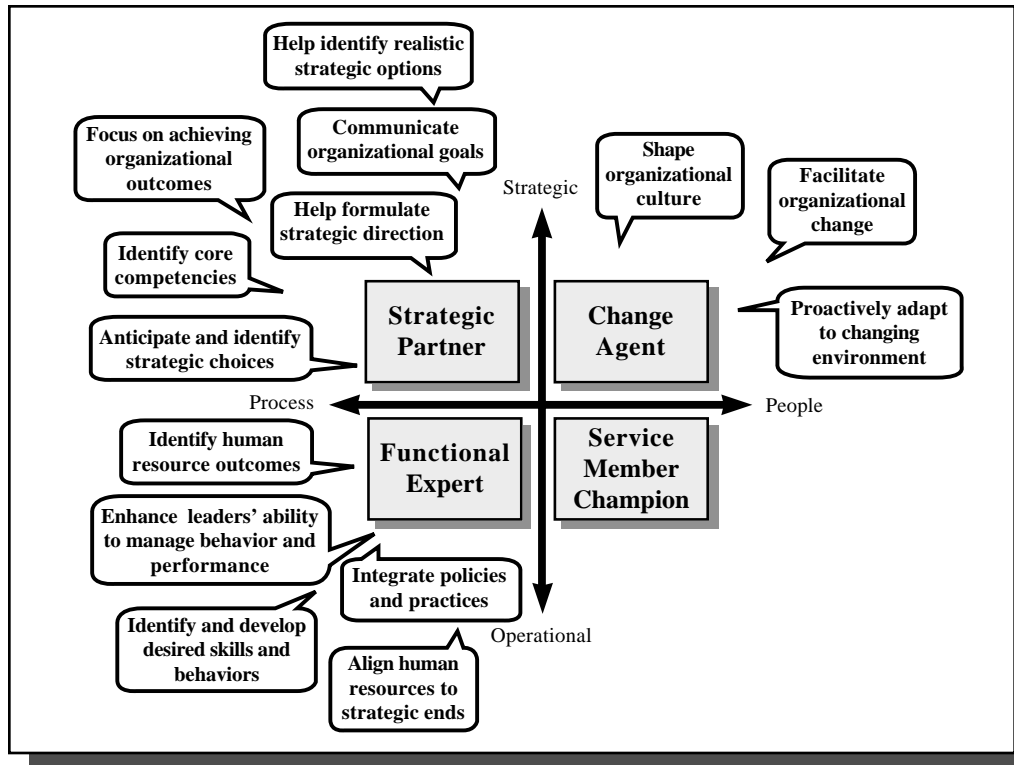 Help identify realistic
strategic options
Communicate
organizational goals
Focus on achieving
organizational
outcomes
Help formulate
strategic direction
Identify core
competencies
Anticipate and identify
strategic choices
Strategic
Shape
organizational
culture
Facilitate
organizational
change
Proactively adapt
to changing
environment
Strategic
Partner
Change
Agent
Process
People
Functional
Expert
Service
Member
Champion
Identify human
resource outcomes
Enhance leaders’ ability
to manage behavior and
performance
Integrate policies
and practices
Identify and develop
desired skills and
behaviors
Align human
resources to
strategic ends
Operational